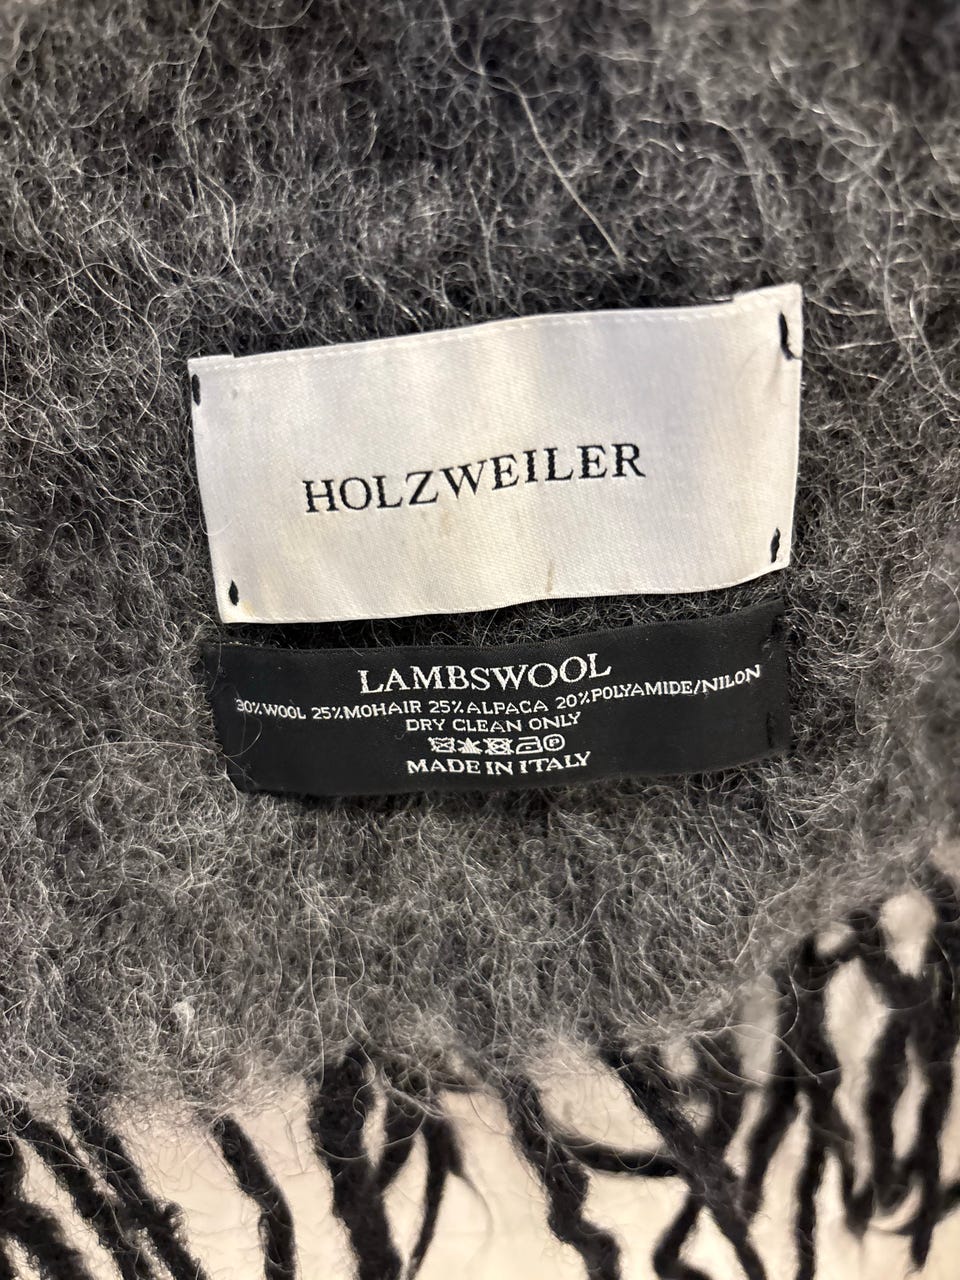 HOLZWEILER
LAMBSWOOL
30%WOOL 25%MOHAIR 25%ALPACA 20%POLYAMIDE/NILON
DRY CLEAN ONLY
MADE IN ITALY